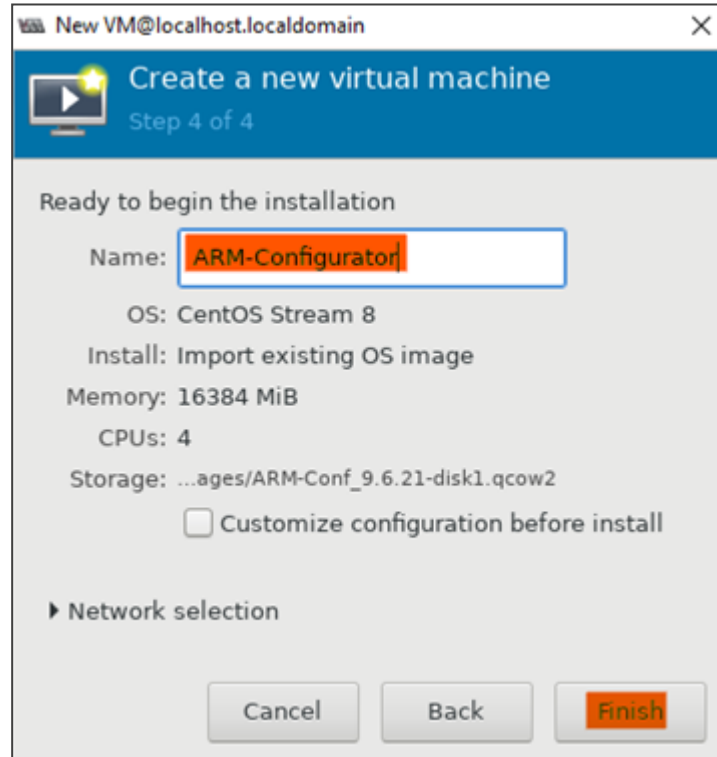 New VM@localhost.localdomain
Create a new virtual machine
Step 4 of 4
Ready to begin the installation
Name: ARM-Configurator
OS: CentOS Stream 8
Install: Import existing OS image
Memory: 16384 MiB
CPUs: 4
Storage: ...ages/ARM-Conf_9.6.21-disk1.qcow2
Customize configuration before install
Network selection
Cancel Back Finish